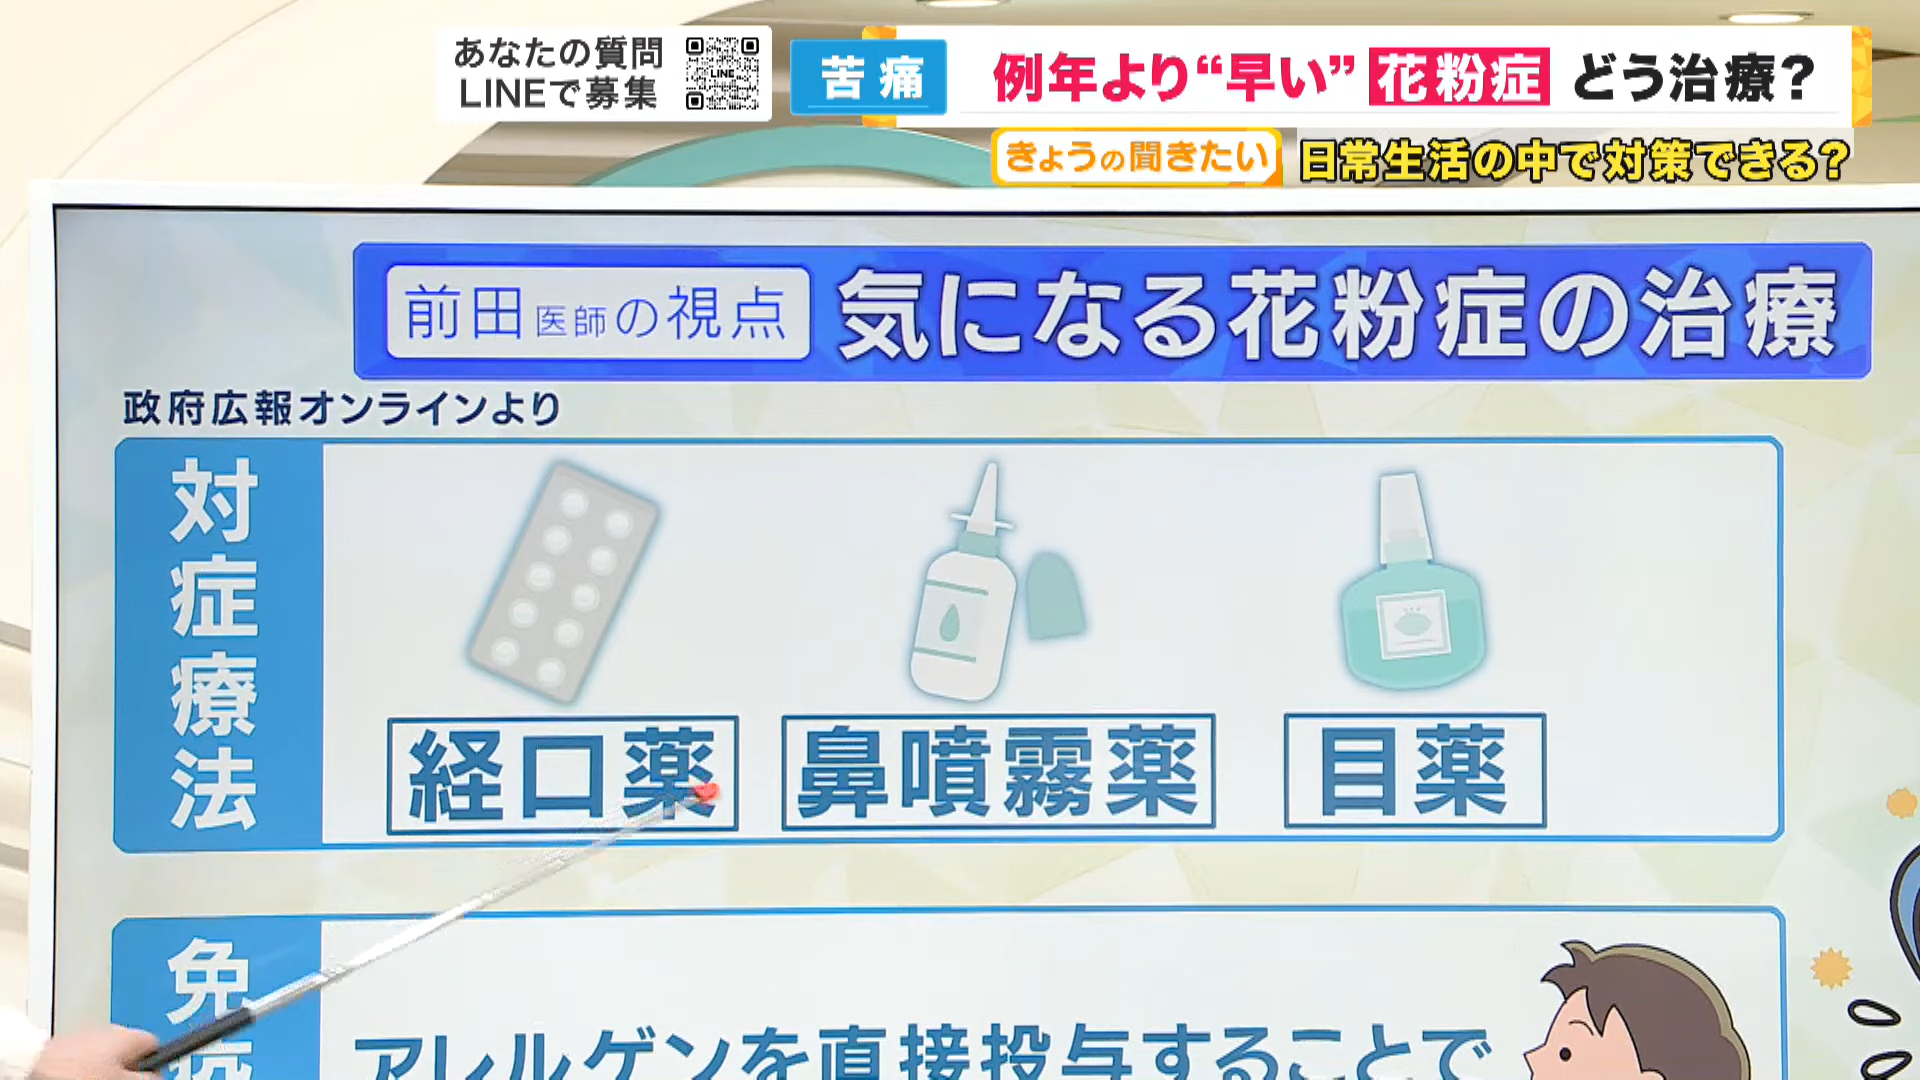 あなたの質問
LINEで募集
LINE
苦痛
例年より“早い”花粉症 どう治療？
きょうの聞きたい
日常生活の中で対策できる？
前田医師の視点
気になる花粉症の治療
政府広報オンラインより
対症療法
経口薬
鼻噴霧薬
目薬
免疫
アレルゲンを直接投与することで